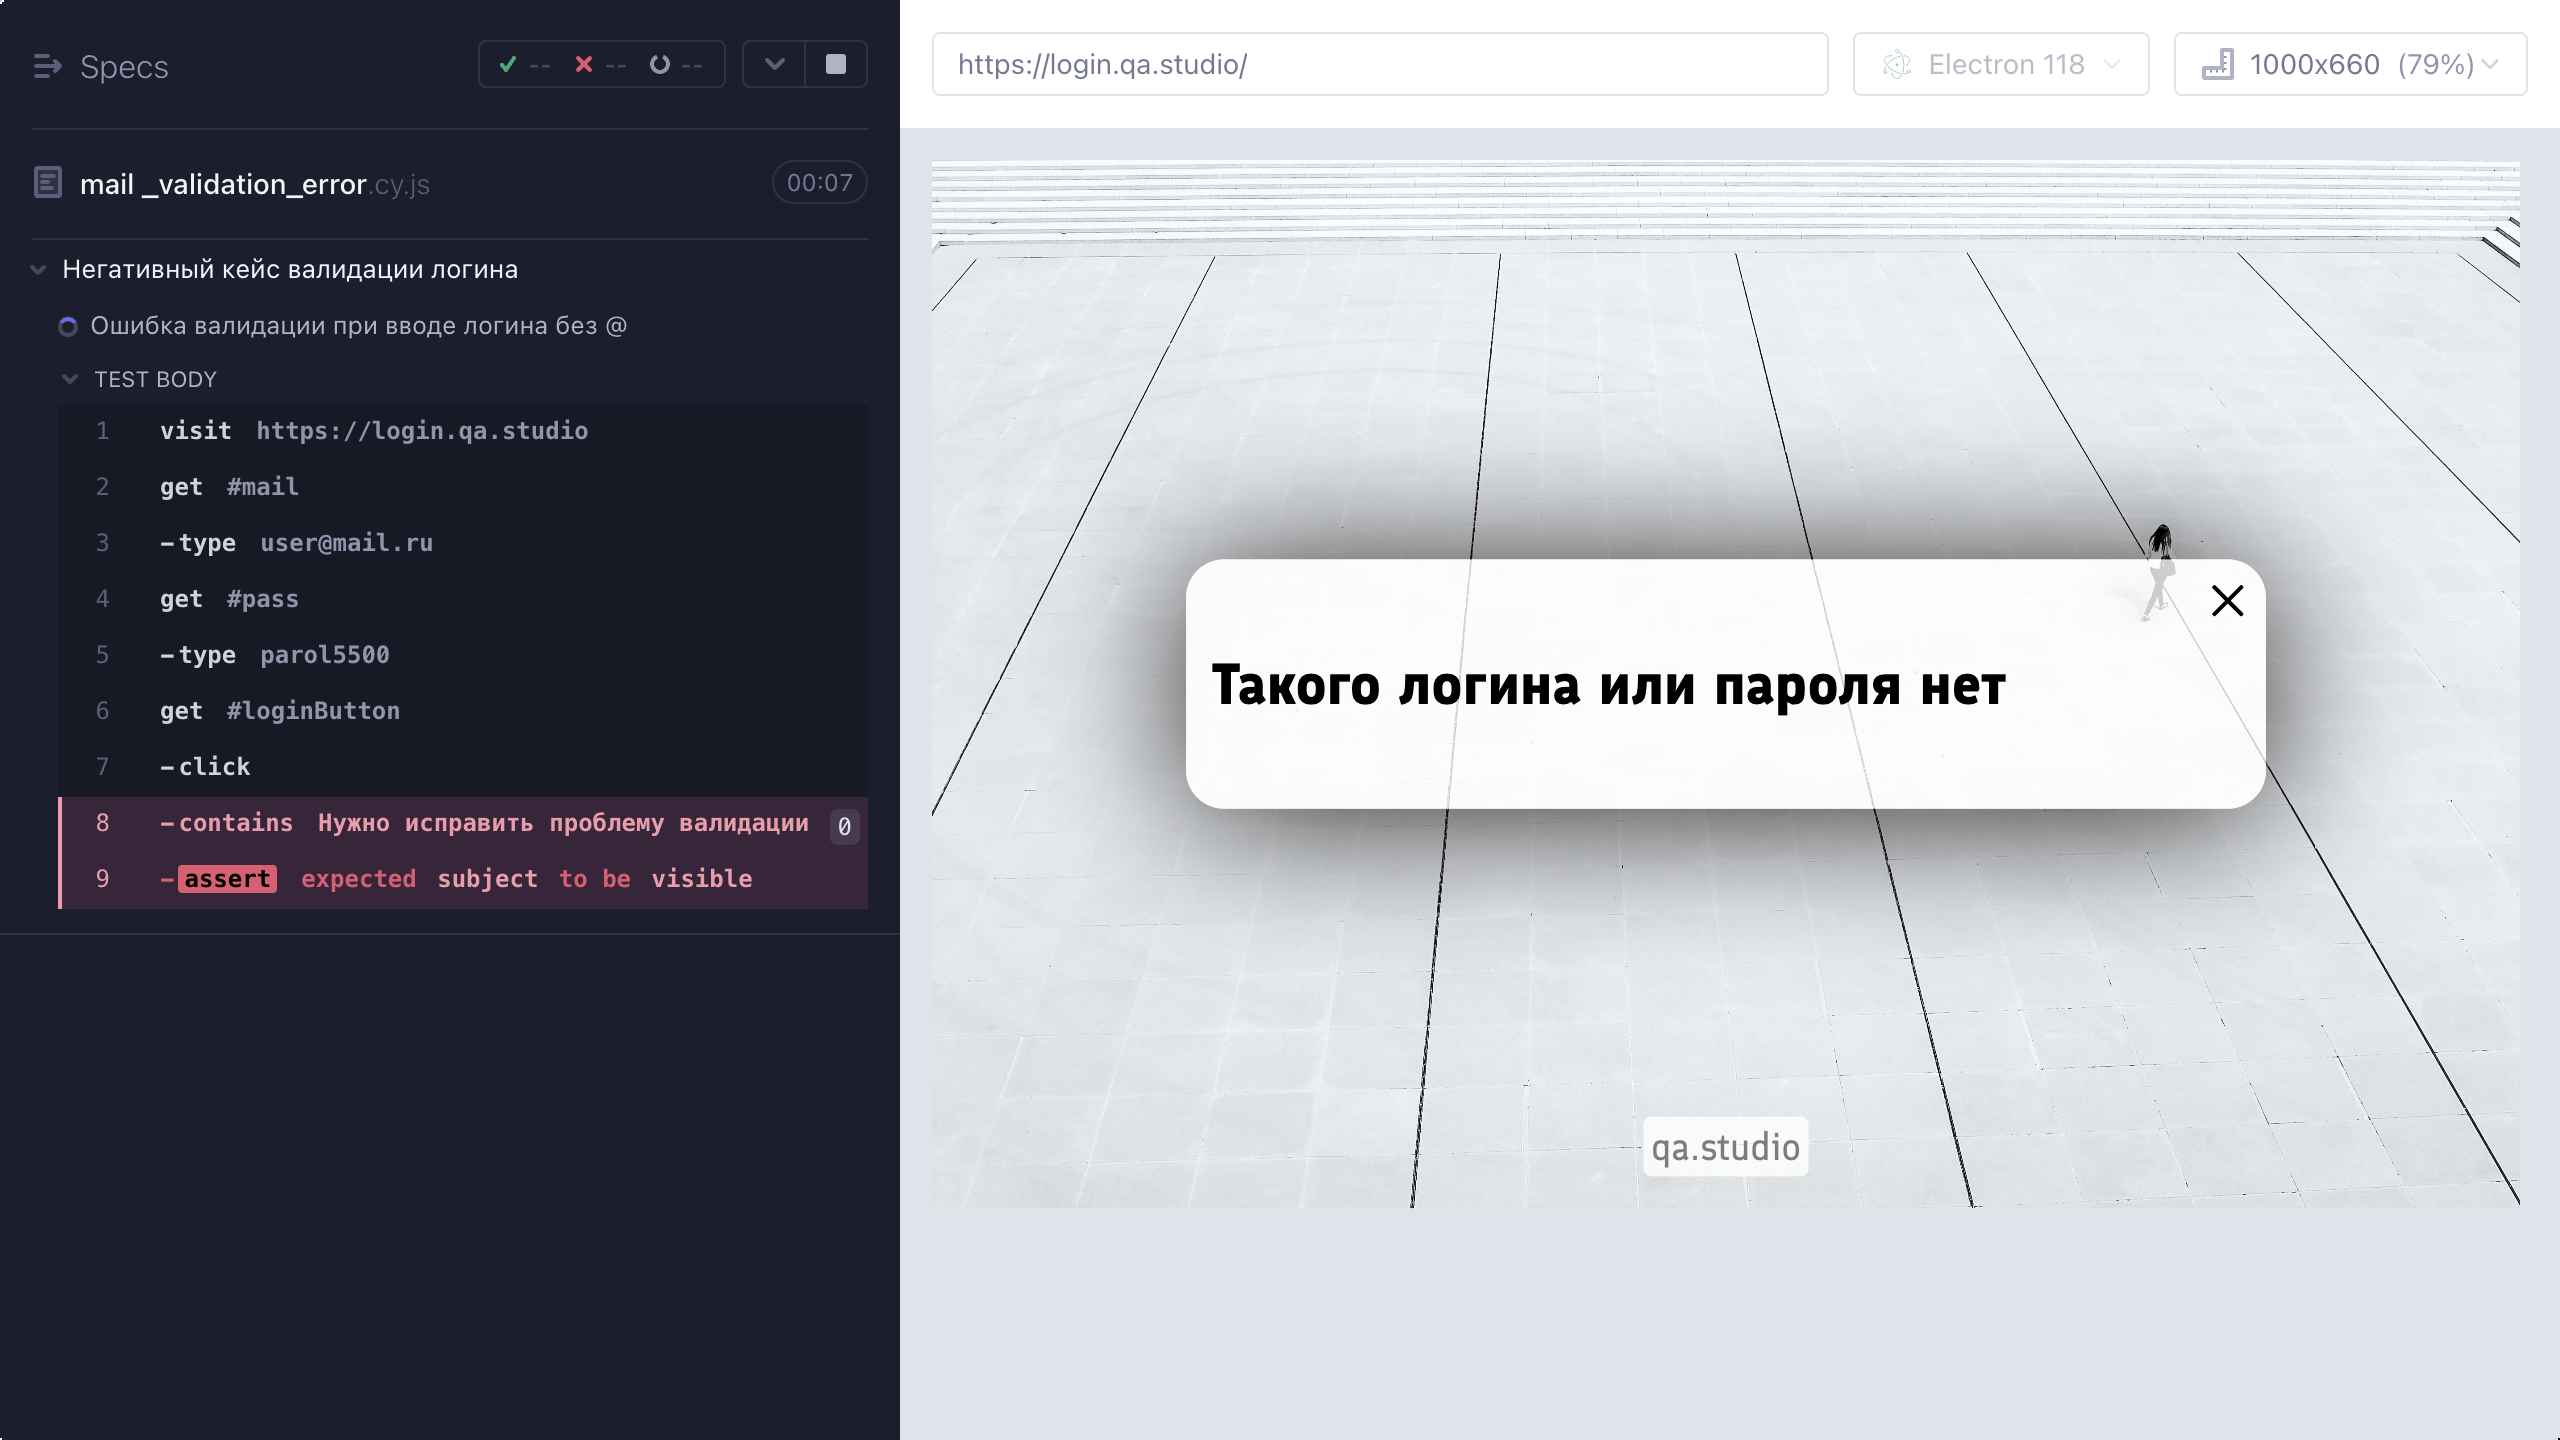 Specs
-- -- --
mail _validation_error.cy.js
00:07
Негативный кейс валидации логина
Ошибка валидации при вводе логина без @
TEST BODY
1 visit https://login.qa.studio
2 get #mail
3 -type user@mail.ru
4 get #pass
5 -type parol5500
6 get #loginButton
7 -click
8 -contains Нужно исправить проблему валидации 0
9 -assert expected subject to be visible
https://login.qa.studio/
Electron 118
1000x660 (79%)
Такого логина или пароля нет
qa.studio